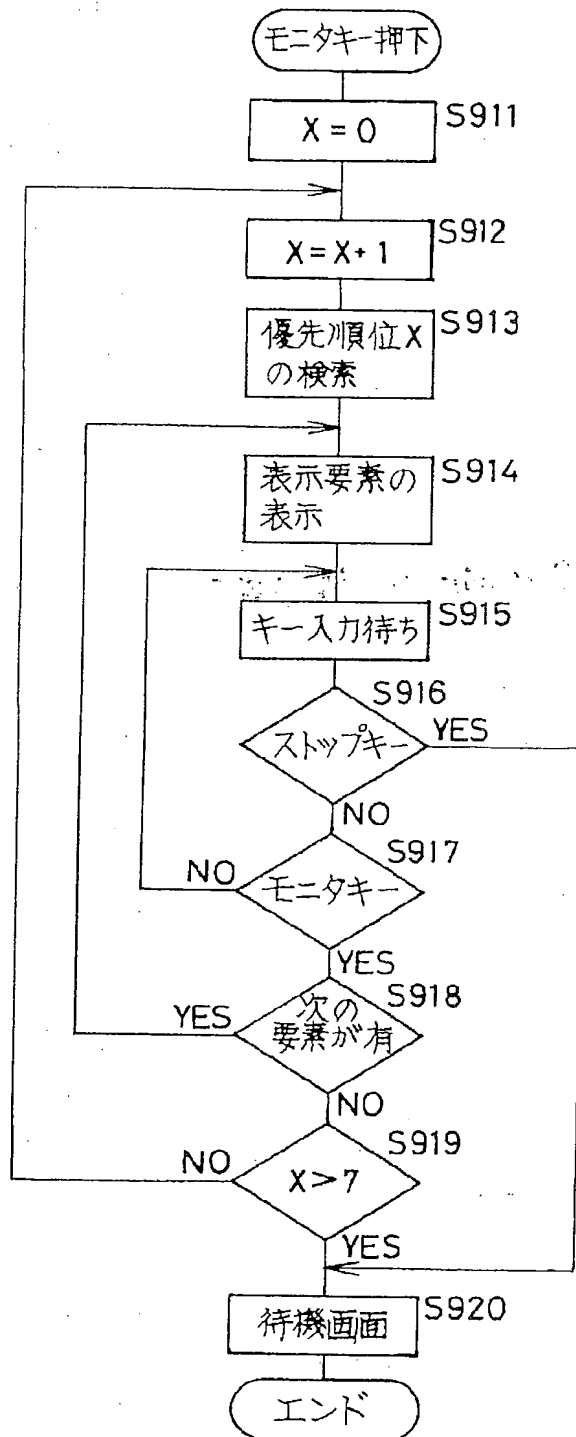 モニタキー押下
X=0
S911
X=X+1
S912
優先順位X
の検索
S913
表示要素の
表示
S914
キー入力待ち
S915
S916
ストップキー
YES
NO
S917
モニタキー
NO
YES
S918
次の
要素が有
YES
NO
S919
X>7
NO
YES
待機画面
S920
エンド